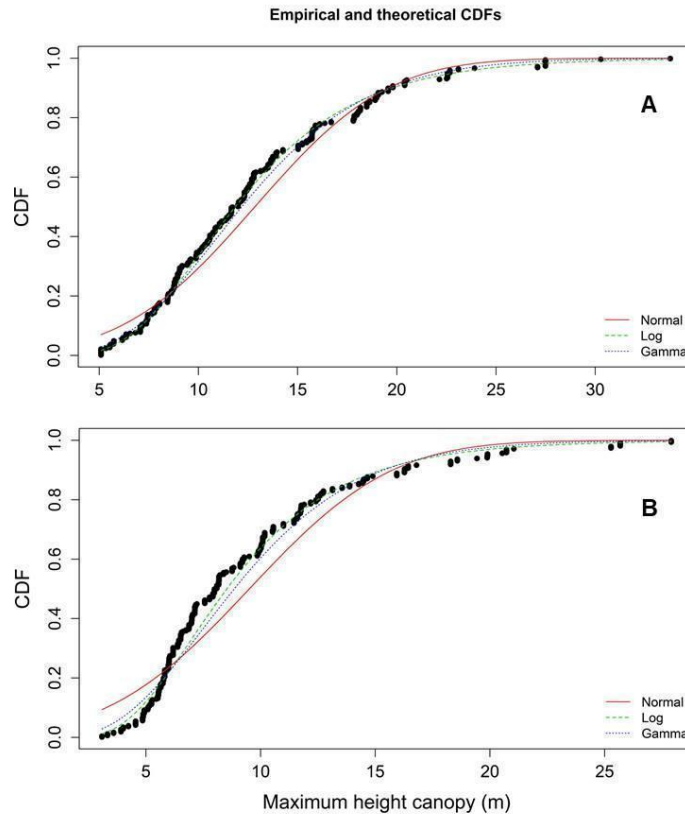 Empirical and theoretical CDFs
A
CDF
0.0 0.2 0.4 0.6 0.8 1.0
Normal
Log
Gamma
5 10 15 20 25 30
B
CDF
0.0 0.2 0.4 0.6 0.8 1.0
Normal
Log
Gamma
5 10 15 20 25
Maximum height canopy (m)